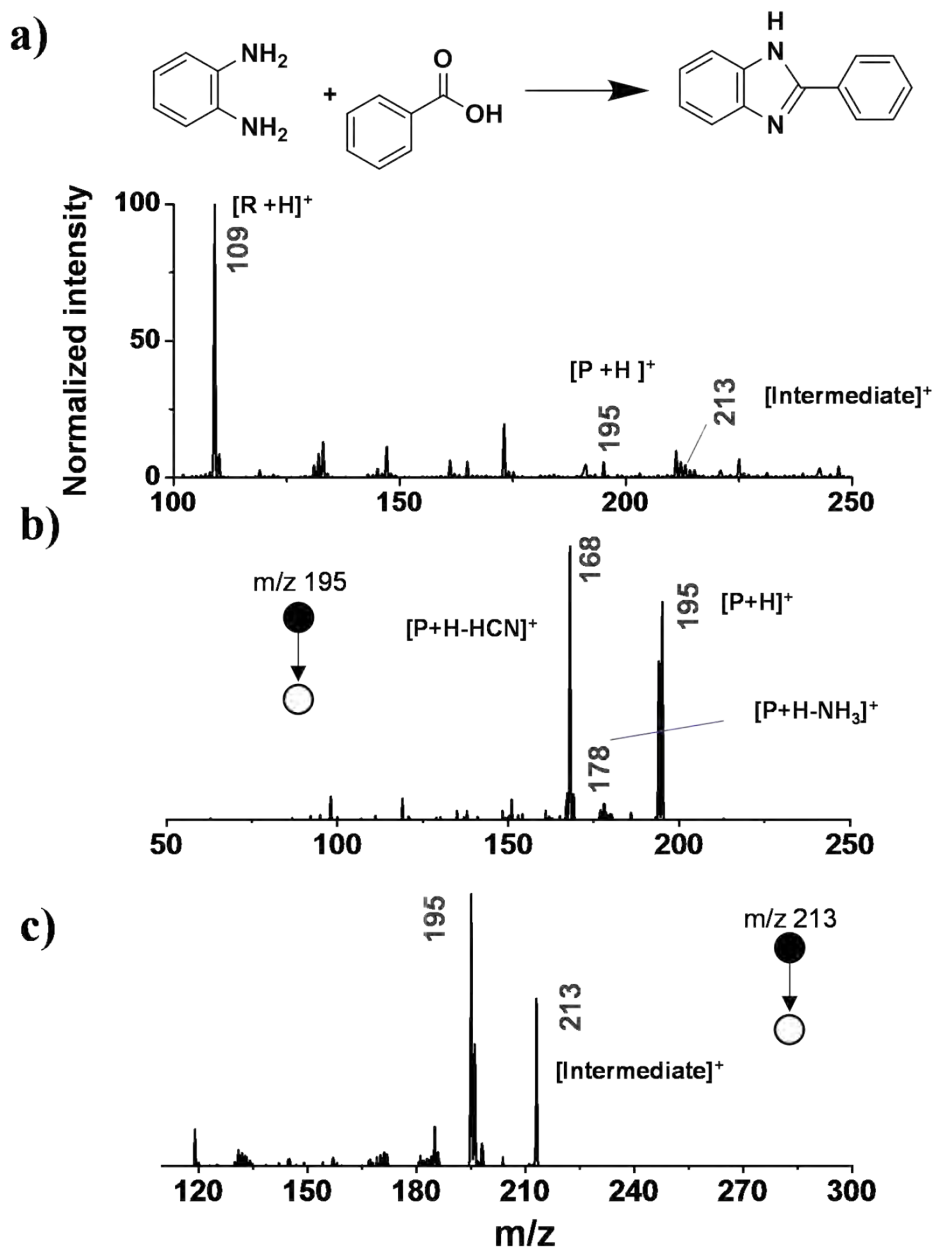 a)
NH₂
NH₂
+
O
OH
H
N
N
Normalized intensity
100
50
0
[R +H]⁺
109
[P +H ]⁺
195
213
[Intermediate]⁺
100 150 200 250
b)
m/z 195
[P+H-HCN]⁺
168
195
[P+H]⁺
178
[P+H-NH₃]⁺
50 100 150 200 250
c)
195
213
[Intermediate]⁺
m/z 213
120 150 180 210 240 270 300
m/z